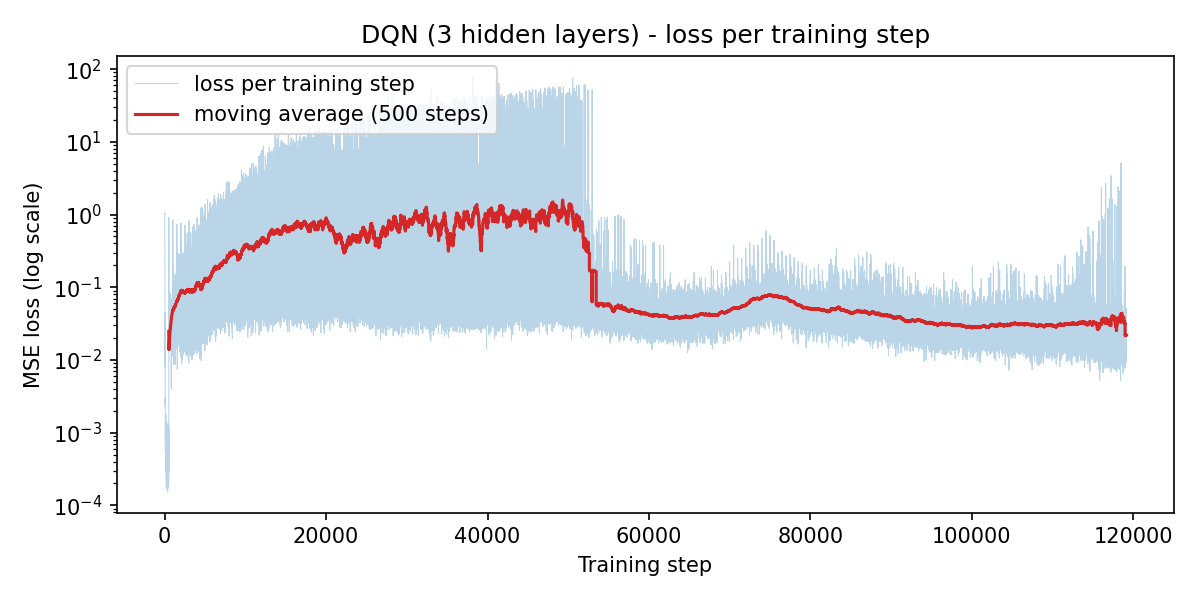 DQN (3 hidden layers) - loss per training step
loss per training step
moving average (500 steps)
MSE loss (log scale)
10²
10¹
10⁰
10⁻¹
10⁻²
10⁻³
10⁻⁴
0 20000 40000 60000 80000 100000 120000
Training step